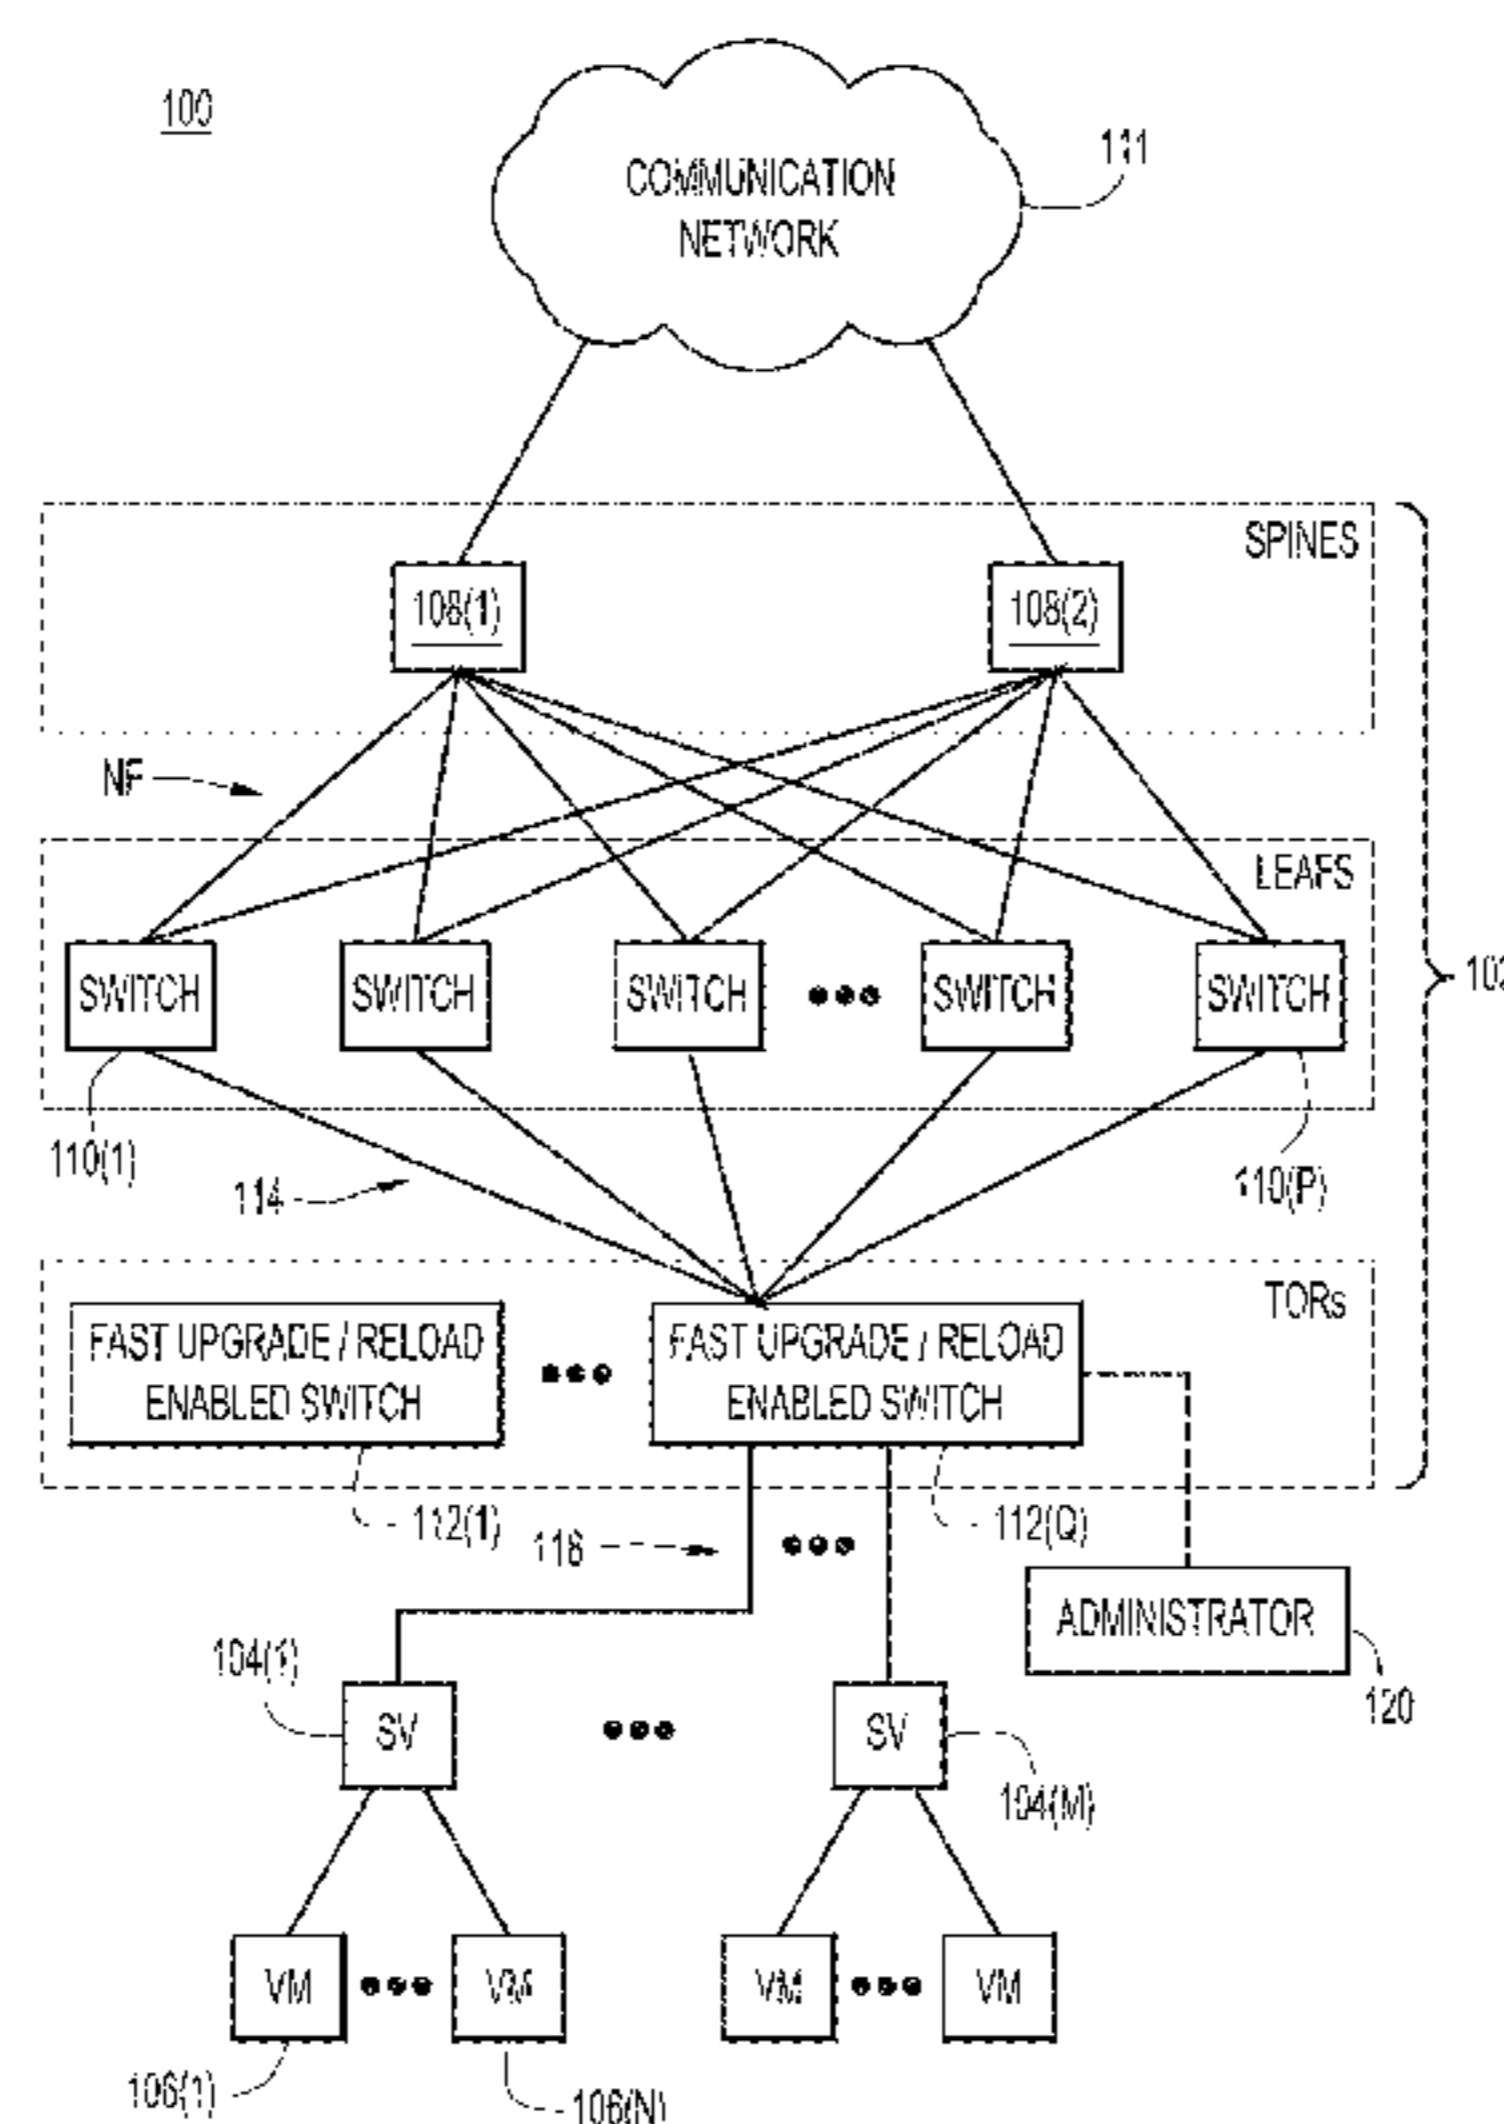 100
COMMUNICATION
NETWORK
111
SPINES
108(1)
108(2)
NF
LEAFS
SWITCH
SWITCH
SWITCH
SWITCH
SWITCH
102
110(1)
114
110(P)
TORs
FAST UPGRADE / RELOAD
ENABLED SWITCH
FAST UPGRADE / RELOAD
ENABLED SWITCH
112(1)
116
112(Q)
ADMINISTRATOR
120
104(1)
SV
SV
104(M)
VM
VM
VM
VM
106(1)
106(N)